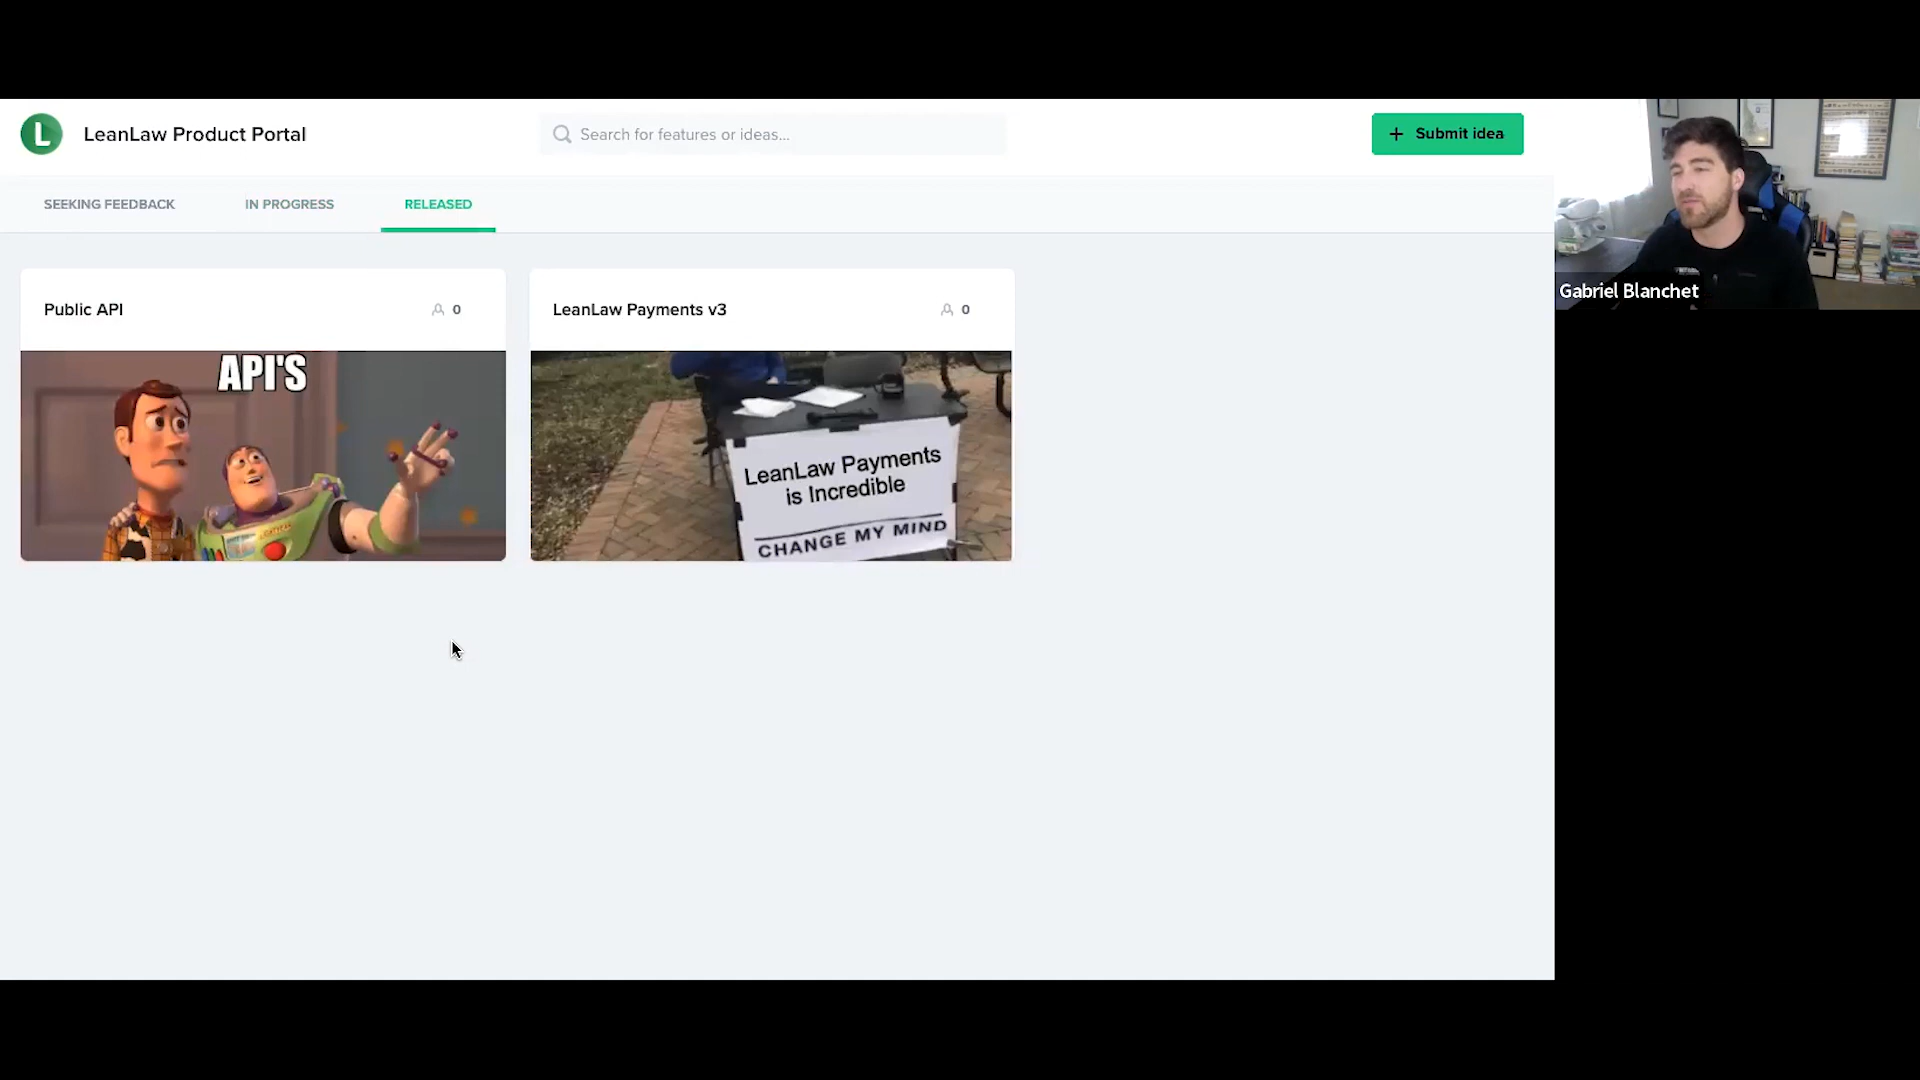 L
LeanLaw Product Portal
Search for features or ideas...
+ Submit idea
SEEKING FEEDBACK
IN PROGRESS
RELEASED
Gabriel Blanchet
Public API
0
LeanLaw Payments v3
0
API'S
LeanLaw Payments
is Incredible
CHANGE MY MIND